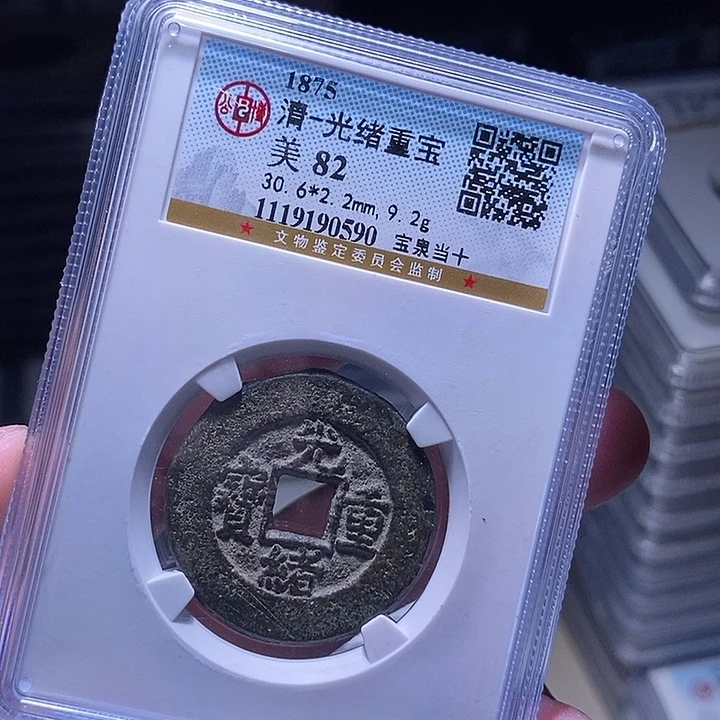 1875
清-光绪重宝
美 82
30.6*2.2mm, 9.2g
1119190590 宝泉当十
文物鉴定委员会监制
光
寶 重
緒